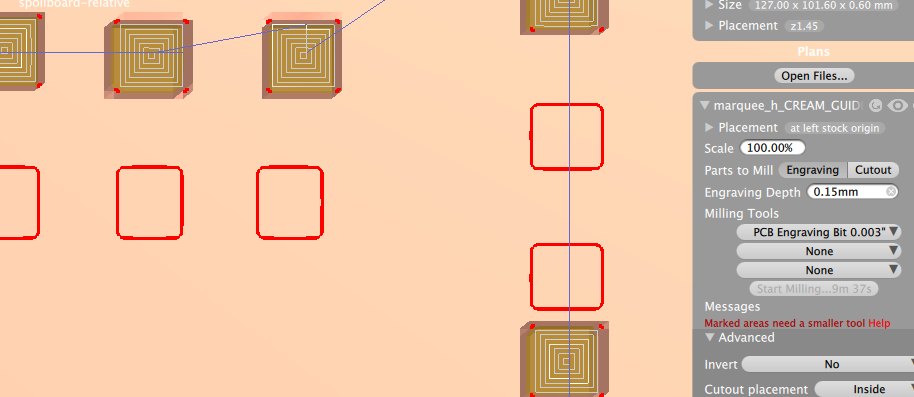 spoilboard-relative
Size 127.00 x 101.60 x 0.60 mm
Placement z1.45
Plans
Open Files...
marquee_h_CREAM_GUID
Placement at left stock origin
Scale 100.00%
Parts to Mill Engraving Cutout
Engraving Depth 0.15mm
Milling Tools
PCB Engraving Bit 0.003"
None
None
Start Milling...9m 37s
Messages
Marked areas need a smaller tool Help
Advanced
Invert No
Cutout placement Inside